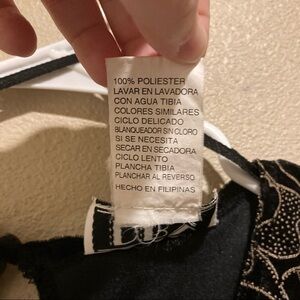 100% POLIESTER
LAVAR EN LAVADORA
CON AGUA TIBIA
COLORES SIMILARES
CICLO DELICADO
BLANQUEADOR SIN CLORO
SI SE NECESITA
SECAR EN SECADORA
CICLO LENTO
PLANCHA TIBIA
PLANCHAR AL REVERSO
HECHO EN FILIPINAS